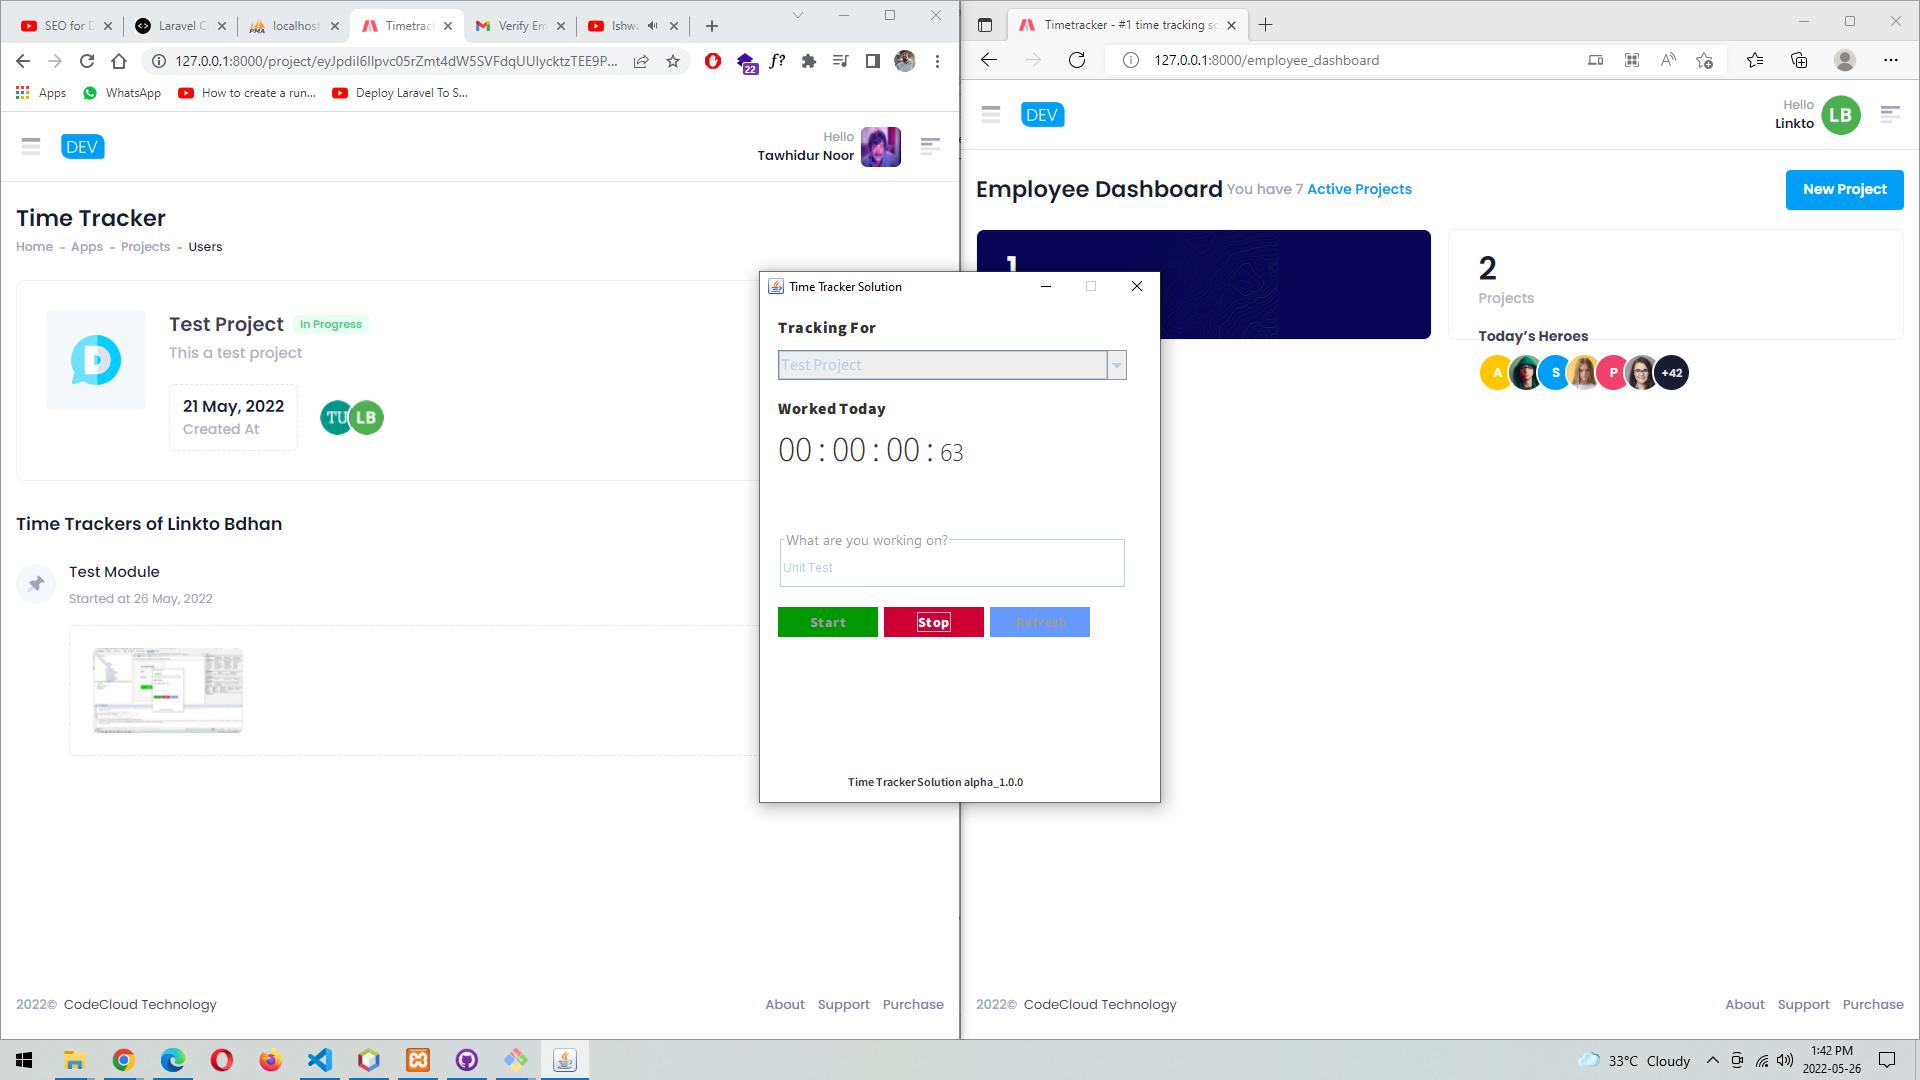 SEO for D
Laravel C
localhost
Timetrac
Verify Em
Ishwa
127.0.0.1:8000/project/eyJpdiI6IIpvc05rZmt4dW5SVFdqUUlycktzTEE9P...
22
Apps
WhatsApp
How to create a run...
Deploy Laravel To S...
DEV
Hello
Tawhidur Noor
Time Tracker
Home - Apps - Projects - Users
Test Project
In Progress
This a test project
21 May, 2022
Created At
TU
LB
Time Trackers of Linkto Bdhan
Test Module
Started at 26 May, 2022
2022© CodeCloud Technology
About Support Purchase
Time Tracker Solution
Tracking For
Test Project
Worked Today
00 : 00 : 00 : 63
What are you working on?
Unit Test
Start
Stop
Refresh
Time Tracker Solution alpha_1.0.0
Timetracker - #1 time tracking so
127.0.0.1:8000/employee_dashboard
DEV
Hello
Linkto
LB
Employee Dashboard You have 7 Active Projects
New Project
1
2
Projects
Today's Heroes
A
S
P
+42
2022© CodeCloud Technology
About Support Purchase
33°C Cloudy
1:42 PM
2022-05-26